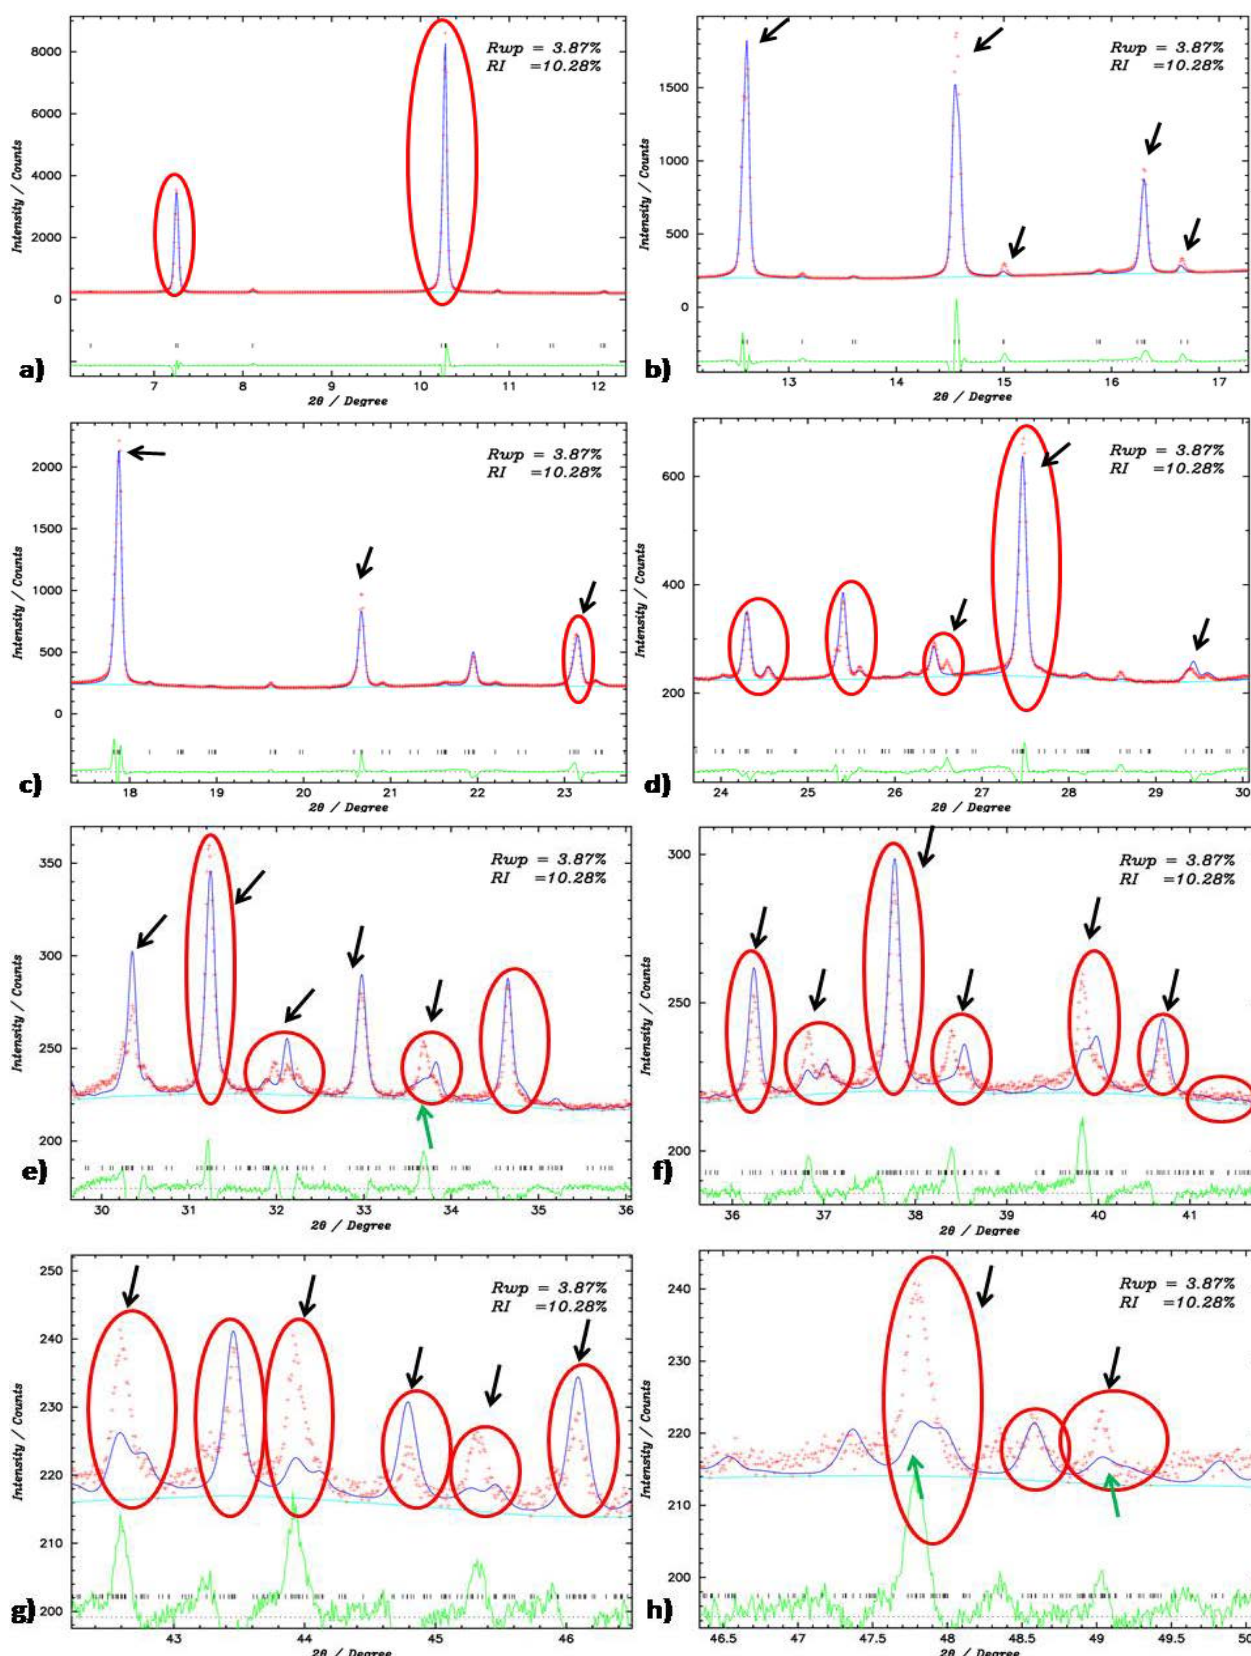 Rwp = 3.87%
RI =10.28%
8000
6000
4000
2000
0
Intensity / Counts
7 8 9 10 11 12
2θ / Degree
a)
Rwp = 3.87%
RI =10.28%
1500
1000
500
0
Intensity / Counts
13 14 15 16 17
2θ / Degree
b)
Rwp = 3.87%
RI =10.28%
2000
1500
1000
500
0
Intensity / Counts
18 19 20 21 22 23
2θ / Degree
c)
Rwp = 3.87%
RI =10.28%
600
400
200
Intensity / Counts
24 25 26 27 28 29 30
2θ / Degree
d)
Rwp = 3.87%
RI =10.28%
350
300
250
200
Intensity / Counts
30 31 32 33 34 35 36
2θ / Degree
e)
Rwp = 3.87%
RI =10.28%
300
250
200
Intensity / Counts
36 37 38 39 40 41
2θ / Degree
f)
Rwp = 3.87%
RI =10.28%
250
240
230
220
210
200
Intensity / Counts
43 44 45 46
2θ / Degree
g)
Rwp = 3.87%
RI =10.28%
240
230
220
210
200
Intensity / Counts
46.5 47 47.5 48 48.5 49 49.5 50
2θ / Degree
h)